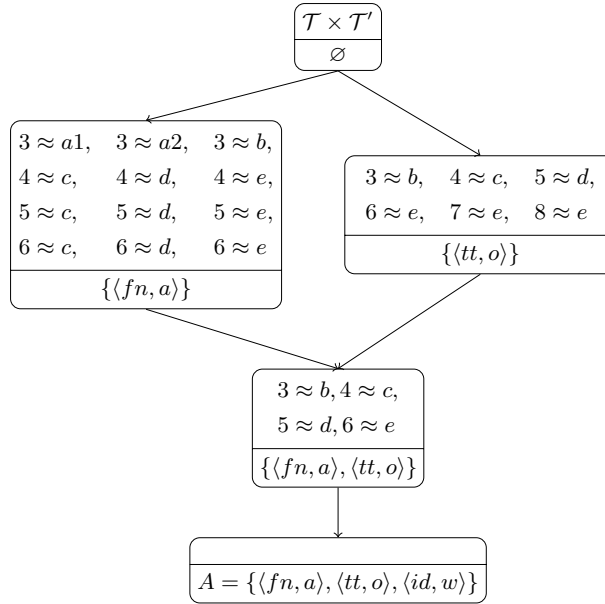 𝒯 × 𝒯′
∅
3 ≈ a1, 3 ≈ a2, 3 ≈ b,
4 ≈ c, 4 ≈ d, 4 ≈ e,
5 ≈ c, 5 ≈ d, 5 ≈ e,
6 ≈ c, 6 ≈ d, 6 ≈ e
{⟨fn, a⟩}
3 ≈ b, 4 ≈ c, 5 ≈ d,
6 ≈ e, 7 ≈ e, 8 ≈ e
{⟨tt, o⟩}
3 ≈ b, 4 ≈ c,
5 ≈ d, 6 ≈ e
{⟨fn, a⟩, ⟨tt, o⟩}
A = {⟨fn, a⟩, ⟨tt, o⟩, ⟨id, w⟩}